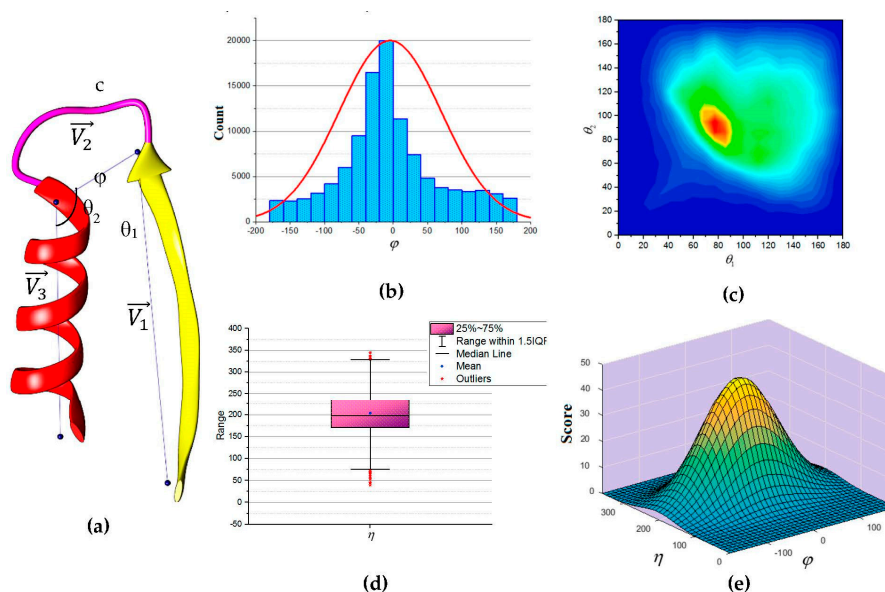 c
V₂
φ
θ₂
θ₁
V₃
V₁
(a)
20000
15000
10000
5000
0
Count
-200 -150 -100 -50 0 50 100 150 200
φ
(b)
180
160
140
120
100
80
60
40
20
0
θ₂
0 20 40 60 80 100 120 140 160 180
θ₁
(c)
400
350
300
250
200
150
100
50
0
-50
Range
25%~75%
Range within 1.5IQF
Median Line
Mean
Outliers
η
(d)
50
40
30
20
10
0
Score
300
200
100
0
η
-100
0
100
φ
(e)